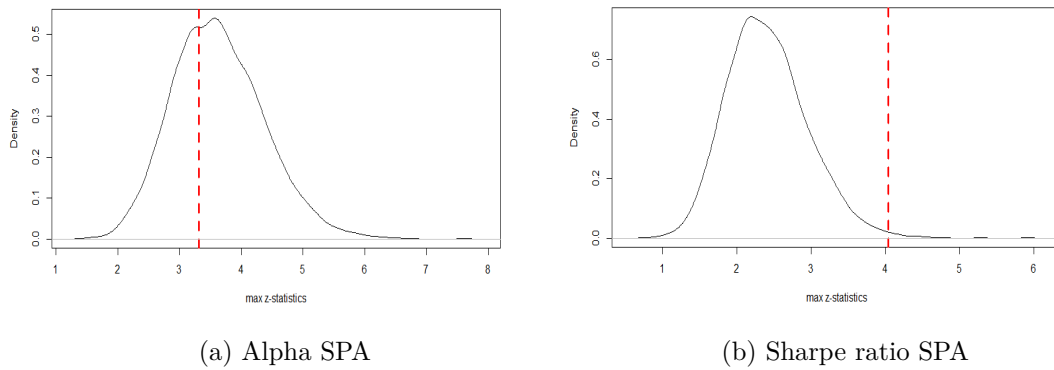 0.5
0.4
0.3
0.2
0.1
0.0
Density
1 2 3 4 5 6 7 8
max z-statistics
(a) Alpha SPA
0.6
0.4
0.2
0.0
Density
1 2 3 4 5 6
max z-statistics
(b) Sharpe ratio SPA